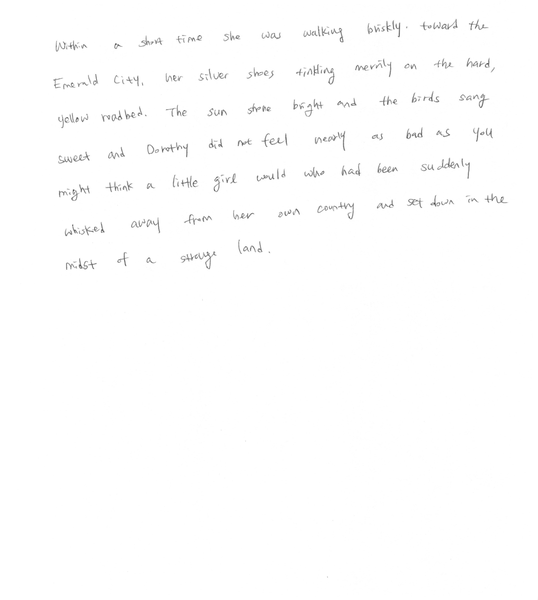 Within a short time she was walking briskly. toward the
Emerald City, her silver shoes tinkling merrily on the hard,
yellow roadbed. The sun shone bright and the birds sang
sweet and Dorothy did not feel nearly as bad as you
might think a little girl would who had been suddenly
whisked away from her own country and set down in the
midst of a strange land.